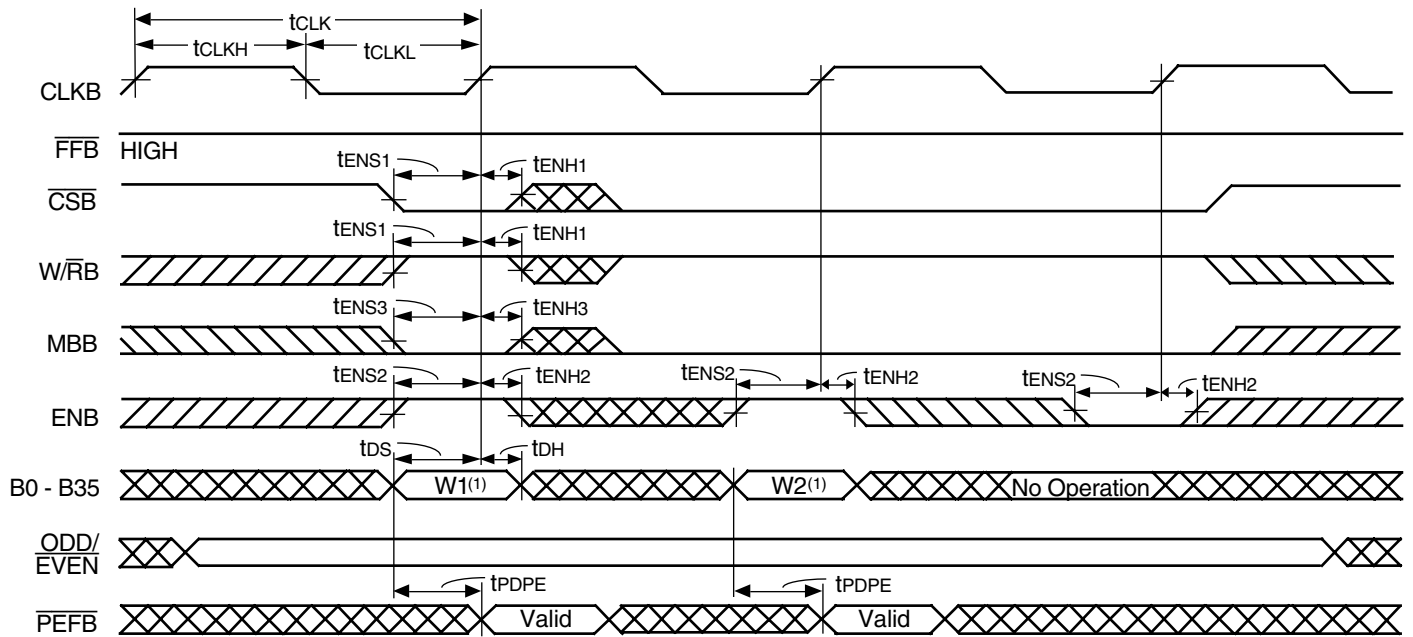 tCLK
tCLKH tCLKL
CLKB
FFB HIGH
tENS1 tENH1
CSB
tENS1 tENH1
W/RB
tENS3 tENH3
MBB
tENS2 tENH2 tENS2 tENH2 tENS2 tENH2
ENB
tDS tDH
B0 - B35 W1(1) W2(1) No Operation
ODD/
EVEN
tPDPE tPDPE
PEFB Valid Valid